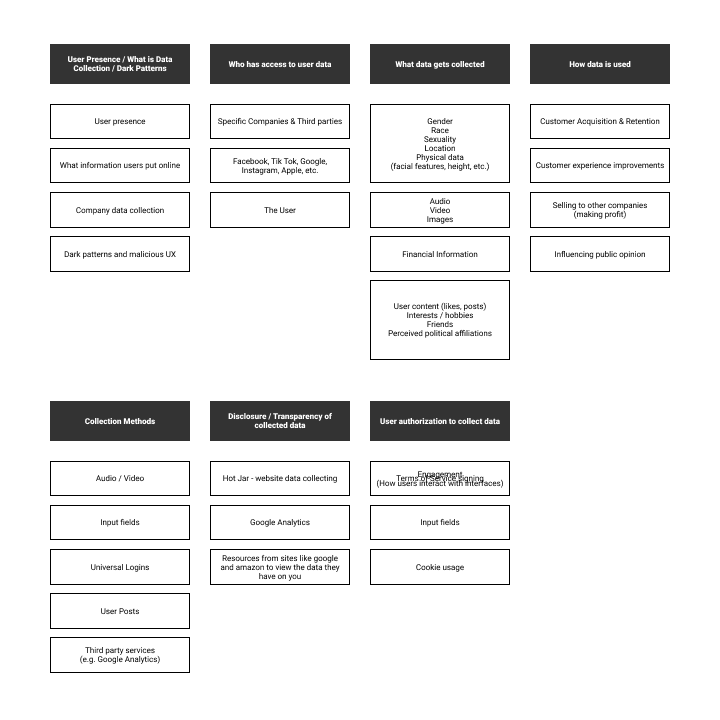 User Presence / What is Data
Collection / Dark Patterns
User presence
What information users put online
Company data collection
Dark patterns and malicious UX
Who has access to user data
Specific Companies & Third parties
Facebook, Tik Tok, Google,
Instagram, Apple, etc.
The User
What data gets collected
Gender
Race
Sexuality
Location
Physical data
(facial features, height, etc.)
Audio
Video
Images
Financial Information
User content (likes, posts)
Interests / hobbies
Friends
Perceived political affiliations
How data is used
Customer Acquisition & Retention
Customer experience improvements
Selling to other companies
(making profit)
Influencing public opinion
Collection Methods
Audio / Video
Input fields
Universal Logins
User Posts
Third party services
(e.g. Google Analytics)
Disclosure / Transparency of
collected data
Hot Jar - website data collecting
Google Analytics
Resources from sites like google
and amazon to view the data they
have on you
User authorization to collect data
Engagement
(How users interact with interfaces)
Terms of Service signing
Input fields
Cookie usage